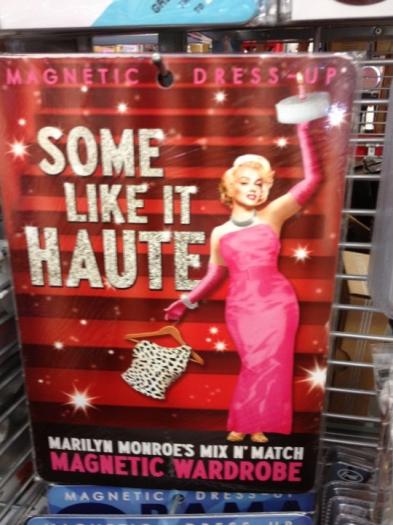 MAGNETIC DRESS-UP
SOME
LIKE IT
HAUTE
MARILYN MONROE'S MIX N' MATCH
MAGNETIC WARDROBE
MAGNETIC DRESS-UP